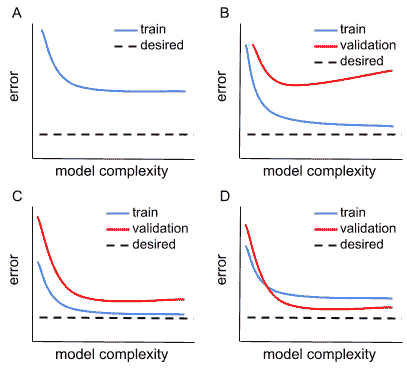 A
train
desired
error
model complexity
B
train
validation
desired
error
model complexity
C
train
validation
desired
error
model complexity
D
train
validation
desired
error
model complexity